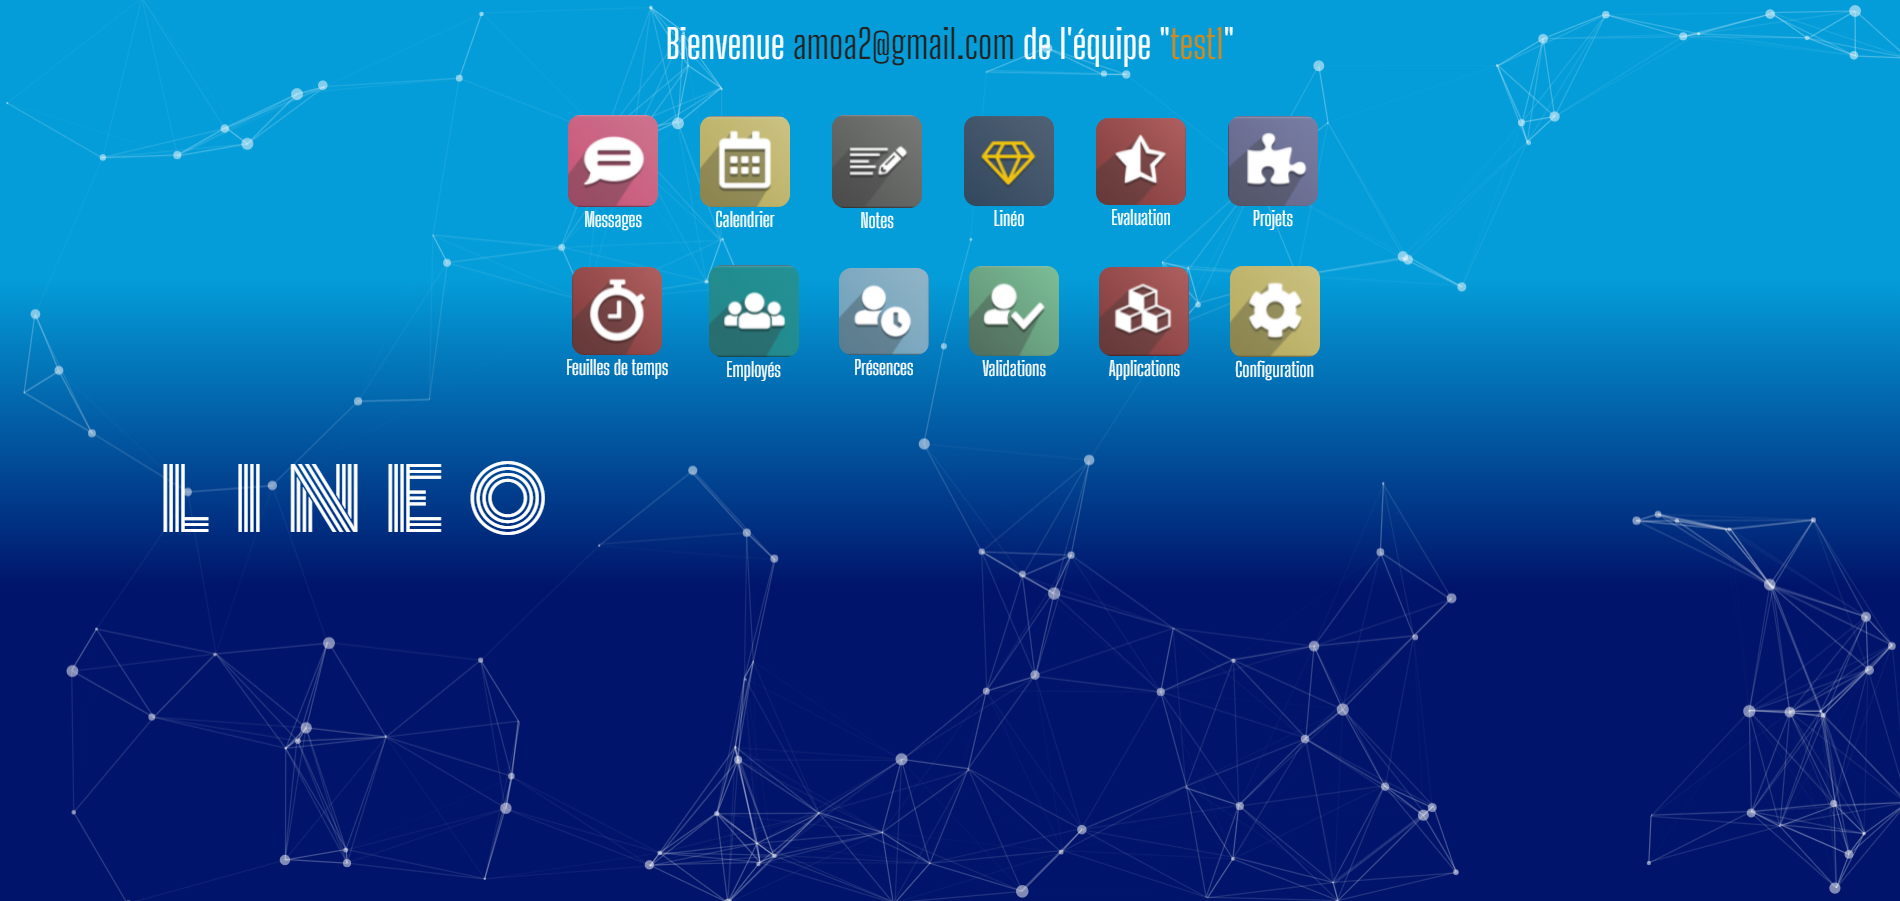 Bienvenue amoa2@gmail.com de l'équipe "test1"
Messages
Calendrier
Notes
Linéo
Evaluation
Projets
Feuilles de temps
Employés
Présences
Validations
Applications
Configuration
LINEO